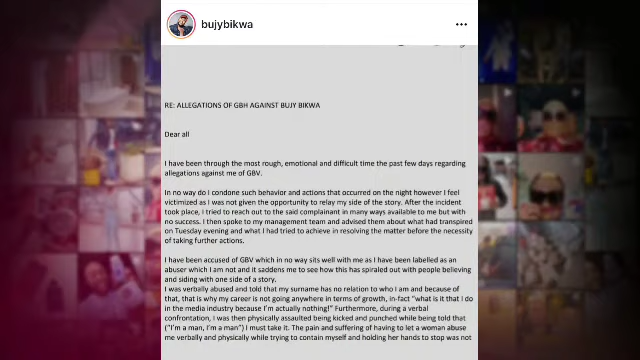 bujybikwa
RE: ALLEGATIONS OF GBH AGAINST BUJY BIKWA
Dear all
I have been through the most rough, emotional and difficult time the past few days regarding
allegations against me of GBV.
In no way do I condone such behavior and actions that occurred on the night however I feel
victimized as I was not given the opportunity to relay my side of the story. After the incident
took place, I tried to reach out to the said complainant in many ways available to me but with
no success. I then spoke to my management team and advised them about what had transpired
on Tuesday evening and what I had tried to achieve in resolving the matter before the necessity
of taking further actions.
I have been accused of GBV which in no way sits well with me as I have been labelled as an
abuser which I am not and it saddens me to see how this has spiraled out with people believing
and siding with one side of a story.
I was verbally abused and told that my surname has no relation to who I am and because of
that, that is why my career is not going anywhere in terms of growth, in-fact "what is it that I do
in the media industry because I'm actually nothing!" Furthermore, during a verbal
confrontation, I was then physically assaulted being kicked and punched while being told that
("I'm a man, I'm a man") I must take it. The pain and suffering of having to let a woman abuse
me verbally and physically while trying to contain myself and holding her hands to stop was not